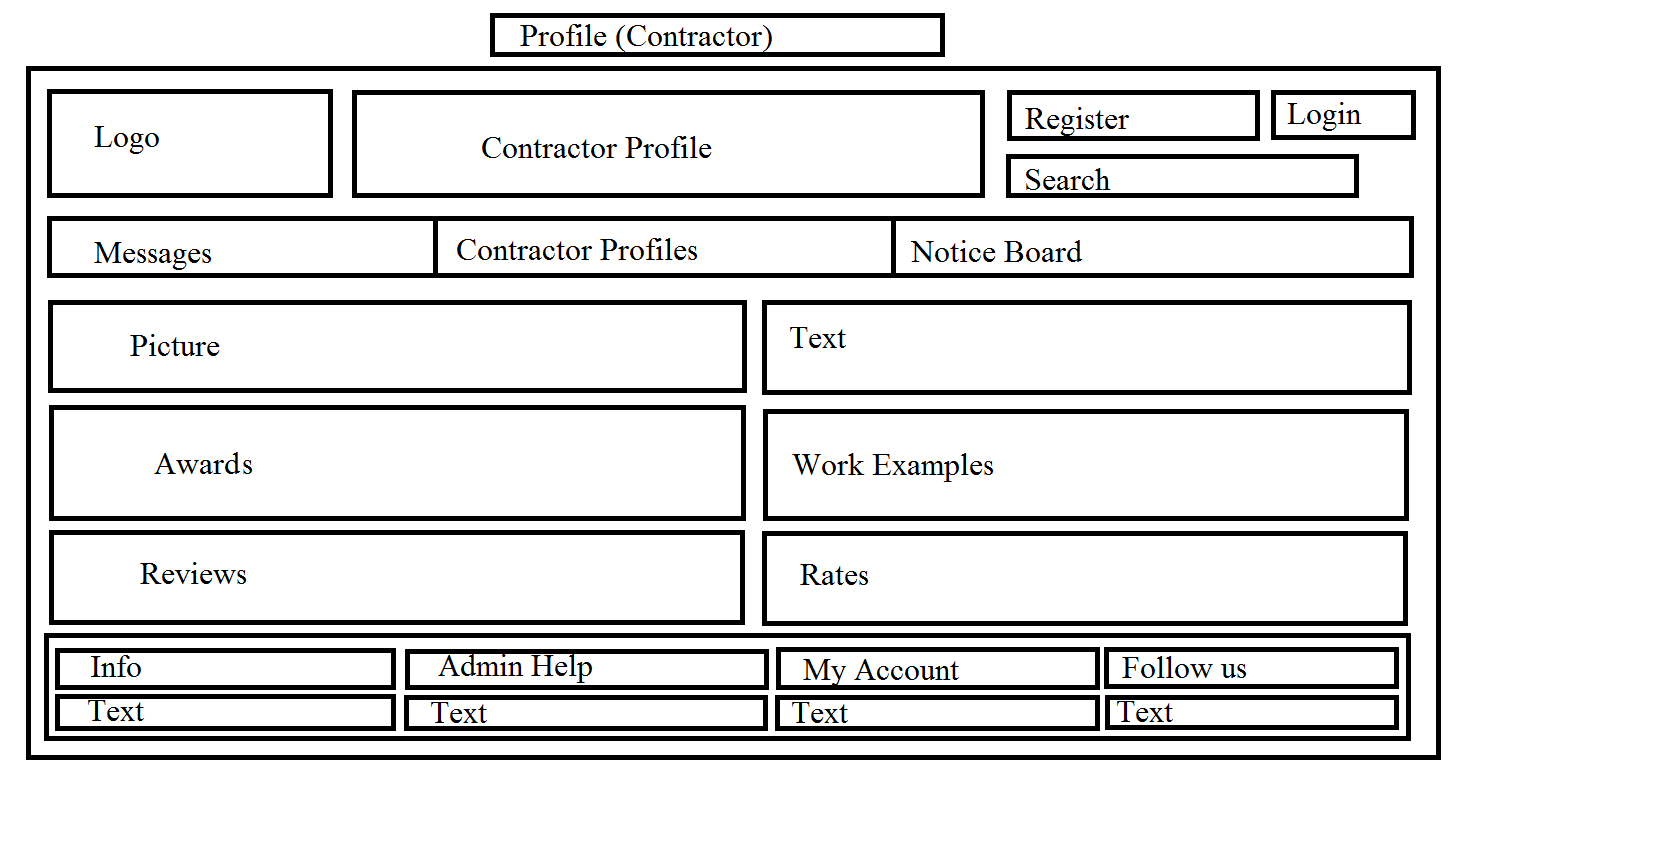 Profile (Contractor)
Logo
Contractor Profile
Register
Login
Search
Messages
Contractor Profiles
Notice Board
Picture
Text
Awards
Work Examples
Reviews
Rates
Info
Admin Help
My Account
Follow us
Text
Text
Text
Text